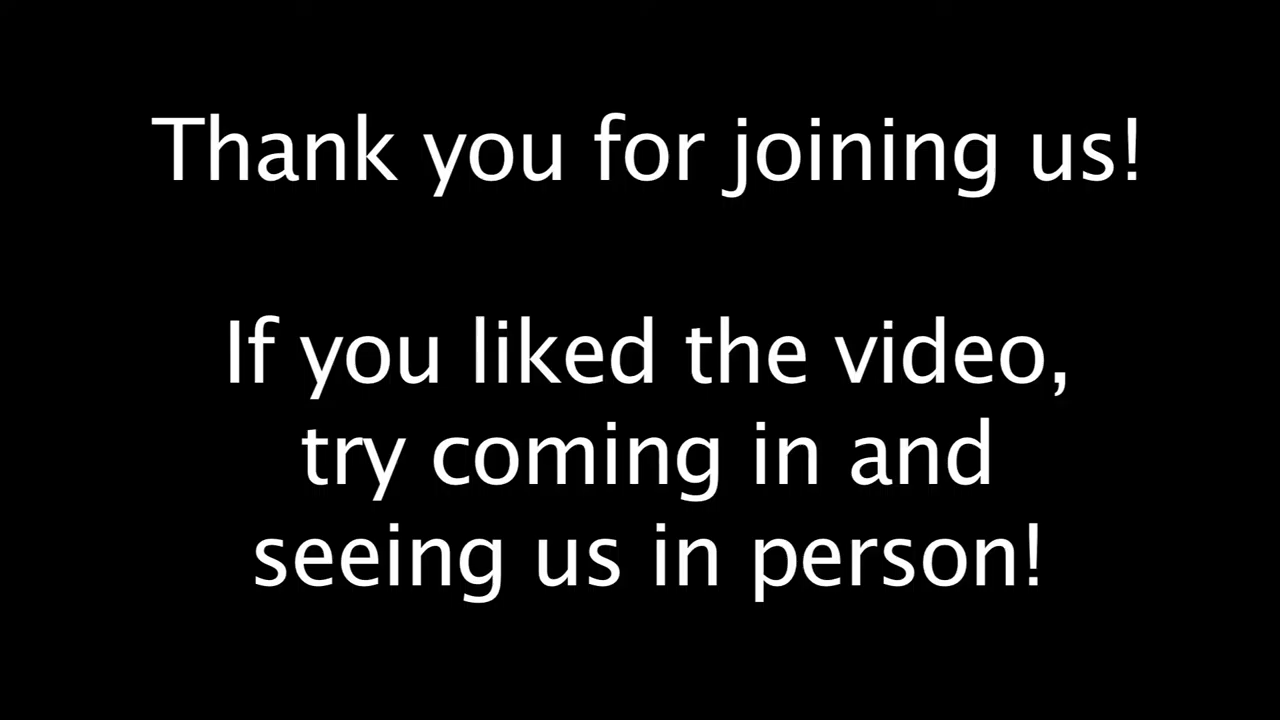 Thank you for joining us!
If you liked the video,
try coming in and
seeing us in person!